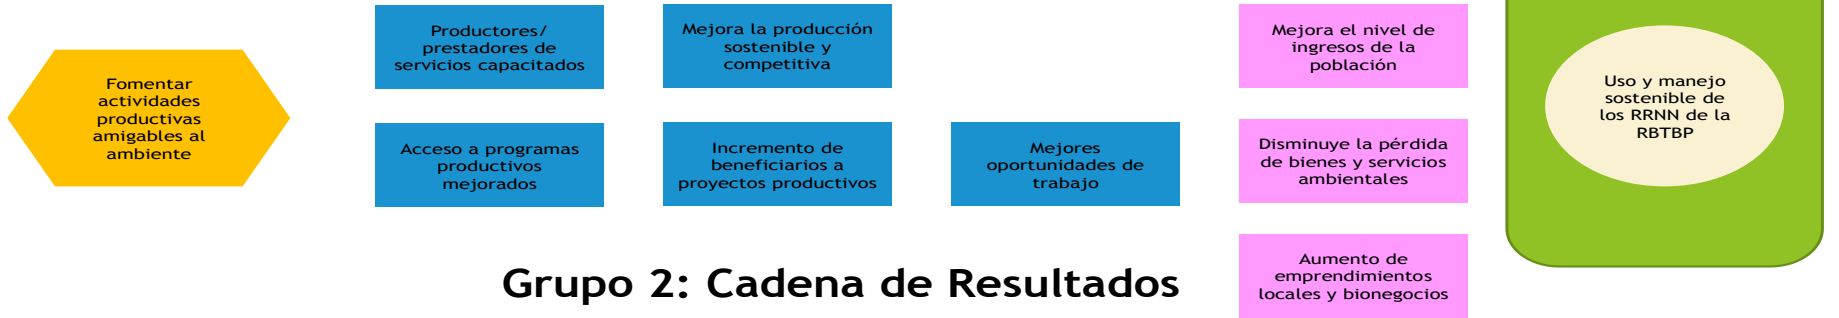 Fomentar
actividades
productivas
amigables al
ambiente
Productores/
prestadores de
servicios capacitados
Acceso a programas
productivos
mejorados
Mejora la producción
sostenible y
competitiva
Incremento de
beneficiarios a
proyectos productivos
Mejores
oportunidades de
trabajo
Mejora el nivel de
ingresos de la
población
Disminuye la pérdida
de bienes y servicios
ambientales
Aumento de
emprendimientos
locales y bionegocios
Uso y manejo
sostenible de
los RRNN de la
RBTBP
Grupo 2: Cadena de Resultados